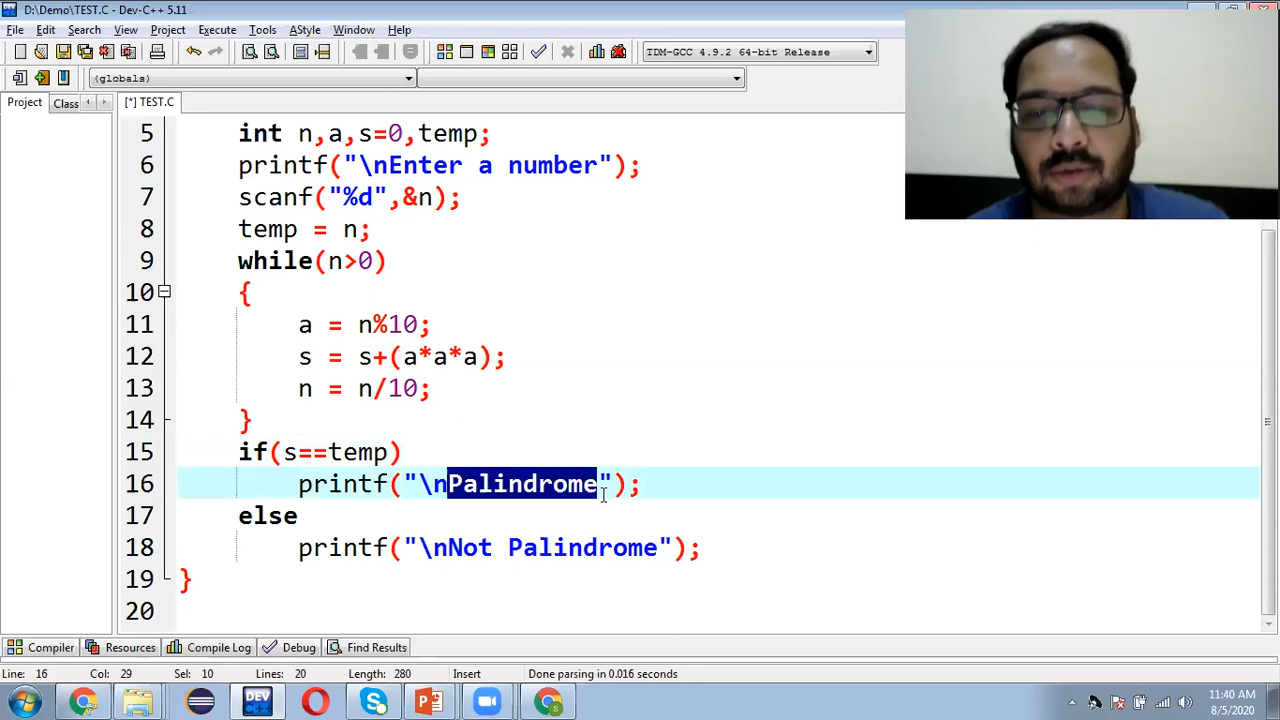 D:\Demo\TEST.C - Dev-C++ 5.11
File Edit Search View Project Execute Tools AStyle Window Help
TDM-GCC 4.9.2 64-bit Release
(globals)
Project Class [*] TEST.C
5 int n,a,s=0,temp;
6 printf("\nEnter a number");
7 scanf("%d",&n);
8 temp = n;
9 while(n>0)
10 {
11 a = n%10;
12 s = s+(a*a*a);
13 n = n/10;
14 }
15 if(s==temp)
16 printf("\nPalindrome");
17 else
18 printf("\nNot Palindrome");
19 }
20
Compiler Resources Compile Log Debug Find Results
Line: 16 Col: 29 Sel: 10 Lines: 20 Length: 280 Insert Done parsing in 0.016 seconds
DEV C++
11:40 AM
8/5/2020